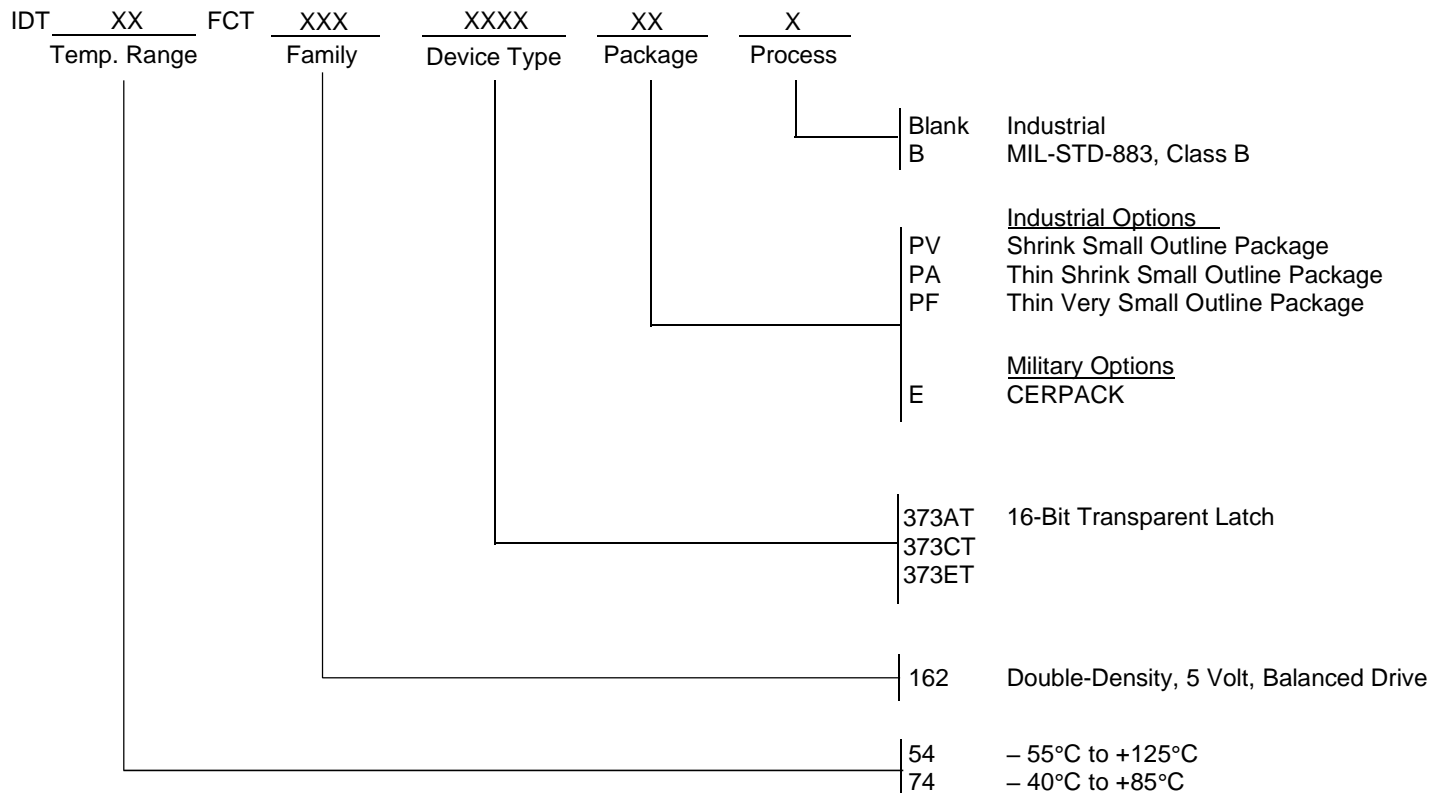 IDT XX FCT XXX XXXX XX X
Temp. Range Family Device Type Package Process
Blank Industrial
B MIL-STD-883, Class B
Industrial Options
PV Shrink Small Outline Package
PA Thin Shrink Small Outline Package
PF Thin Very Small Outline Package
Military Options
E CERPACK
373AT 16-Bit Transparent Latch
373CT
373ET
162 Double-Density, 5 Volt, Balanced Drive
54 – 55°C to +125°C
74 – 40°C to +85°C